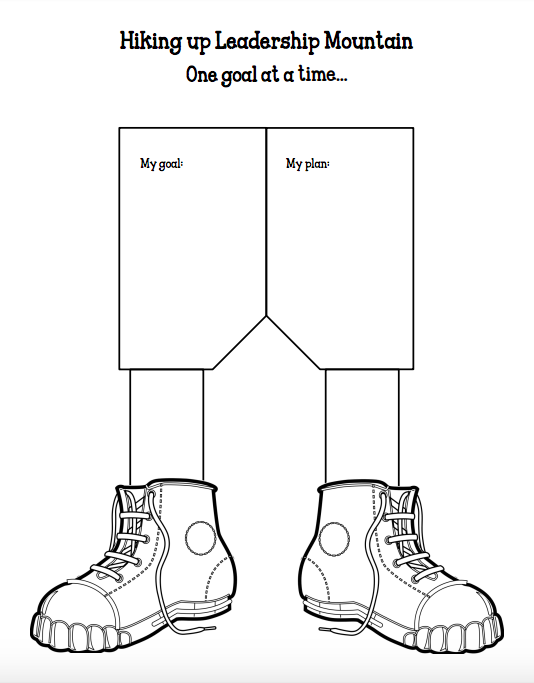 Hiking up Leadership Mountain
One goal at a time...
My goal:
My plan: